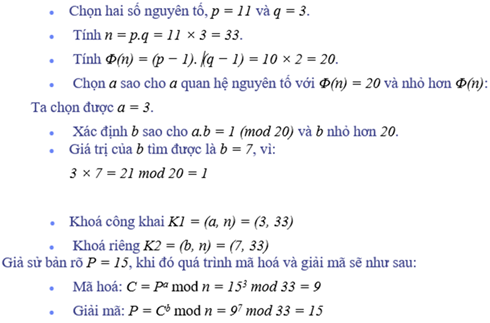 • Chọn hai số nguyên tố, p = 11 và q = 3.
• Tính n = p.q = 11 × 3 = 33.
• Tính Φ(n) = (p − 1). (q − 1) = 10 × 2 = 20.
• Chọn a sao cho a quan hệ nguyên tố với Φ(n) = 20 và nhỏ hơn Φ(n):
Ta chọn được a = 3.
• Xác định b sao cho a.b = 1 (mod 20) và b nhỏ hơn 20.
• Giá trị của b tìm được là b = 7, vì:
3 × 7 = 21 mod 20 = 1
• Khoá công khai K1 = (a, n) = (3, 33)
• Khoá riêng K2 = (b, n) = (7, 33)
Giả sử bản rõ P = 15, khi đó quá trình mã hoá và giải mã sẽ như sau:
• Mã hoá: C = Pᵃ mod n = 15³ mod 33 = 9
• Giải mã: P = Cᵇ mod n = 9⁷ mod 33 = 15